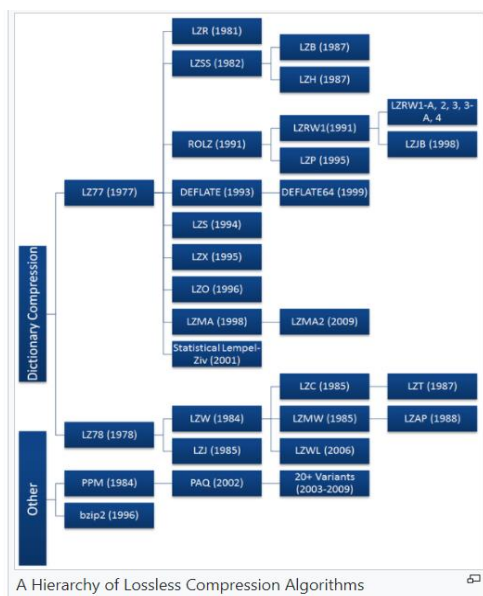 LZR (1981)
LZSS (1982)
LZB (1987)
LZH (1987)
ROLZ (1991)
LZRW1(1991)
LZRW1-A, 2, 3, 3-
A, 4
LZJB (1998)
LZP (1995)
LZ77 (1977)
DEFLATE (1993)
DEFLATE64 (1999)
LZS (1994)
LZX (1995)
LZO (1996)
LZMA (1998)
LZMA2 (2009)
Statistical Lempel-
Ziv (2001)
Dictionary Compression
LZ78 (1978)
LZW (1984)
LZC (1985)
LZT (1987)
LZMW (1985)
LZAP (1988)
LZWL (2006)
LZJ (1985)
Other
PPM (1984)
PAQ (2002)
20+ Variants
(2003-2009)
bzip2 (1996)
A Hierarchy of Lossless Compression Algorithms